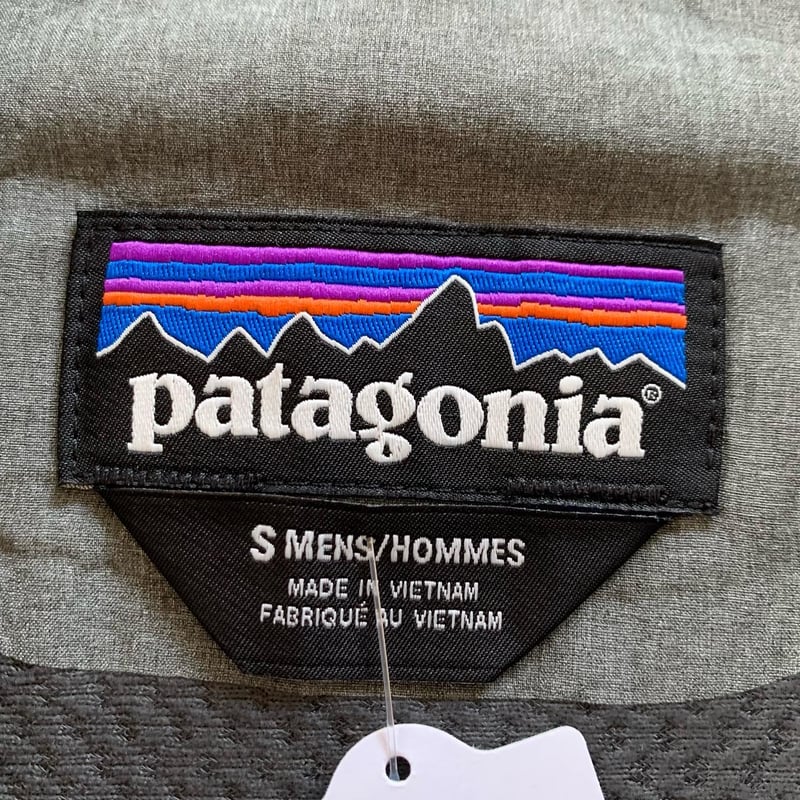 patagonia®
S MENS/HOMMES
MADE IN VIETNAM
FABRIQUÉ AU VIETNAM